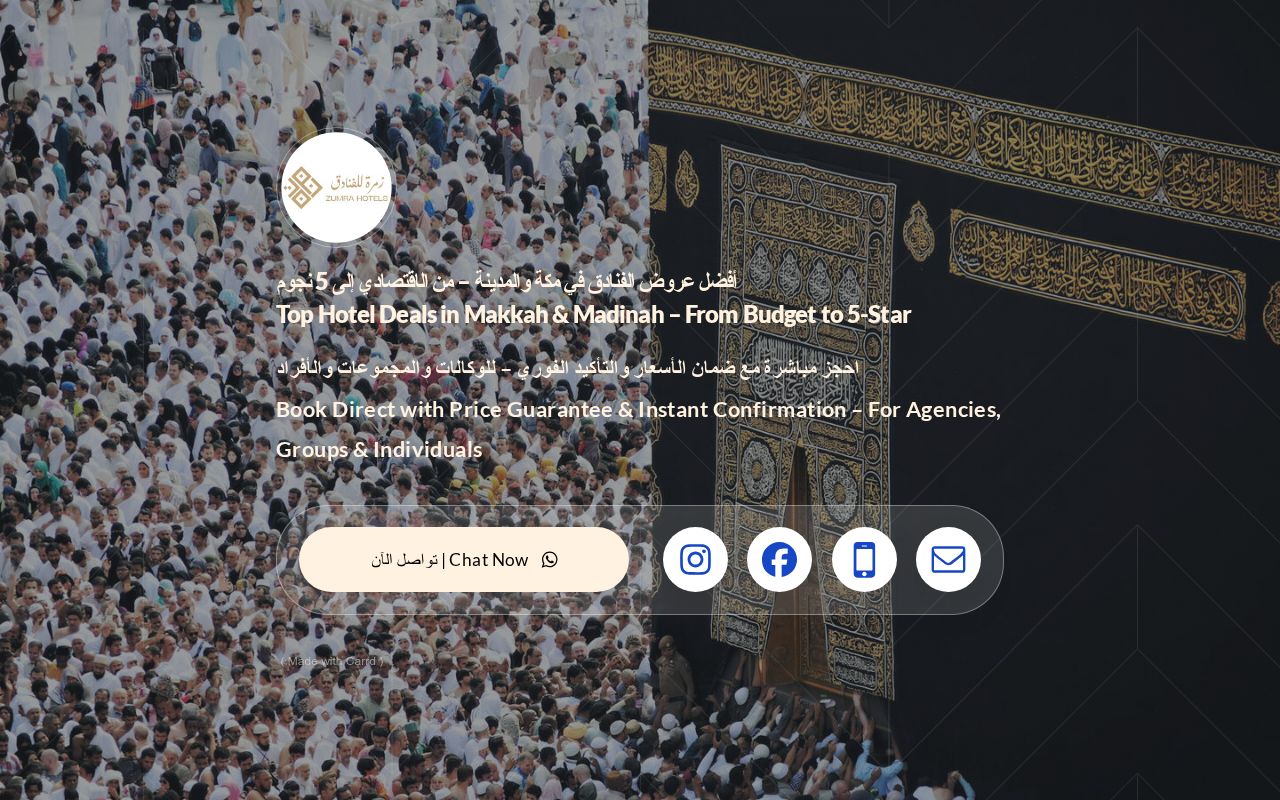 زمرة للفنادق
ZUMRA HOTELS
أفضل عروض الفنادق في مكة والمدينة – من الاقتصادي إلى 5 نجوم
Top Hotel Deals in Makkah & Madinah – From Budget to 5-Star
احجز مباشرة مع ضمان الأسعار والتأكيد الفوري – للوكالات والمجموعات والأفراد
Book Direct with Price Guarantee & Instant Confirmation – For Agencies,
Groups & Individuals
تواصل الآن | Chat Now
( Made with Carrd )